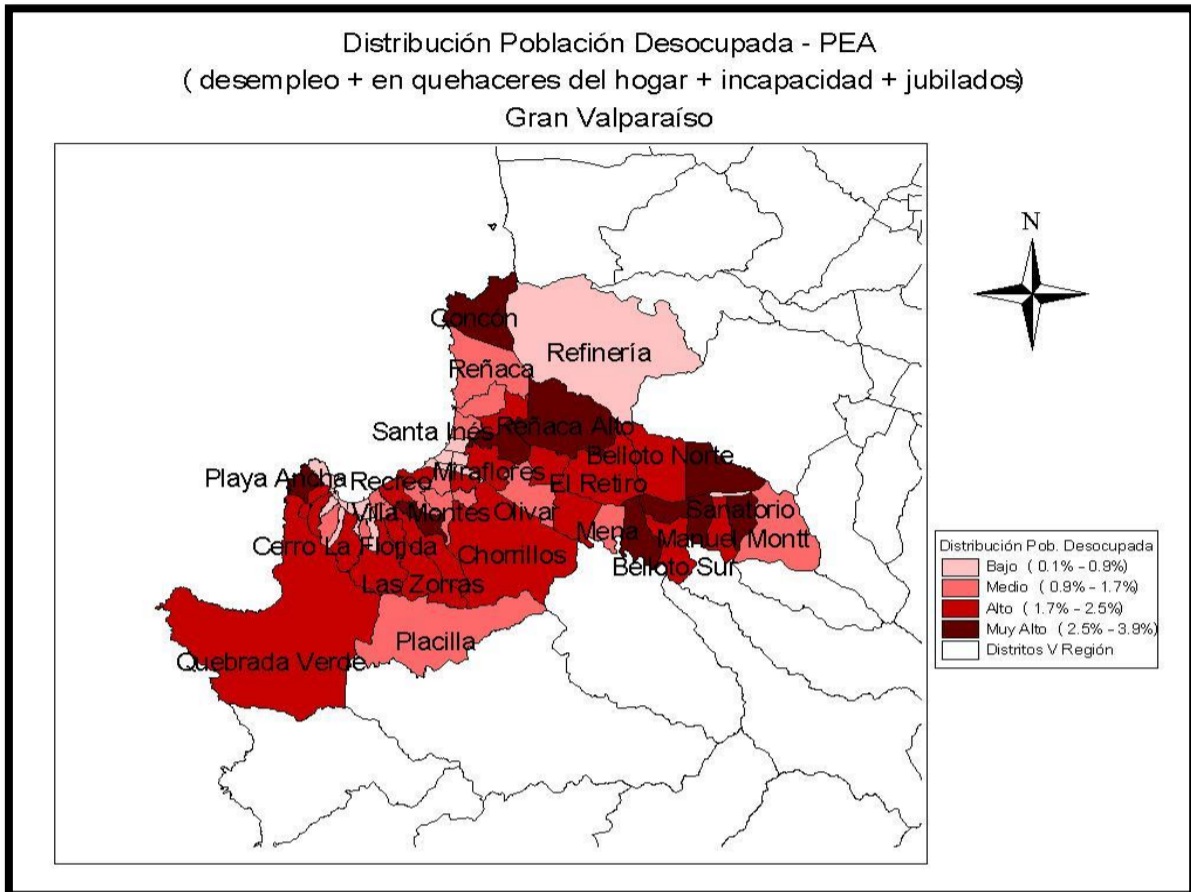 Distribución Población Desocupada - PEA
( desempleo + en quehaceres del hogar + incapacidad + jubilados)
Gran Valparaíso
N
Concón
Refinería
Reñaca
Santa Inés
Reñaca Alto
Belloto Norte
Playa Ancha
Recreo
Miraflores
El Retiro
Villa Montes
Olivar
Sanatorio
Mena
Manuel Montt
Cerro La Florida
Chorrillos
Belloto Sur
Las Zorras
Placilla
Quebrada Verde
Distribución Pob. Desocupada
Bajo ( 0.1% - 0.9%)
Medio ( 0.9% - 1.7%)
Alto ( 1.7% - 2.5%)
Muy Alto ( 2.5% - 3.9%)
Distritos V Región